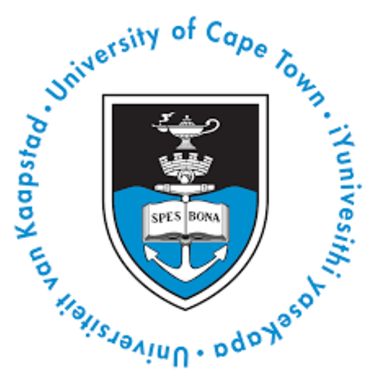 University of Cape Town • iYunivesithi yaseKapa • Universiteit van Kaapstad •
SPES BONA